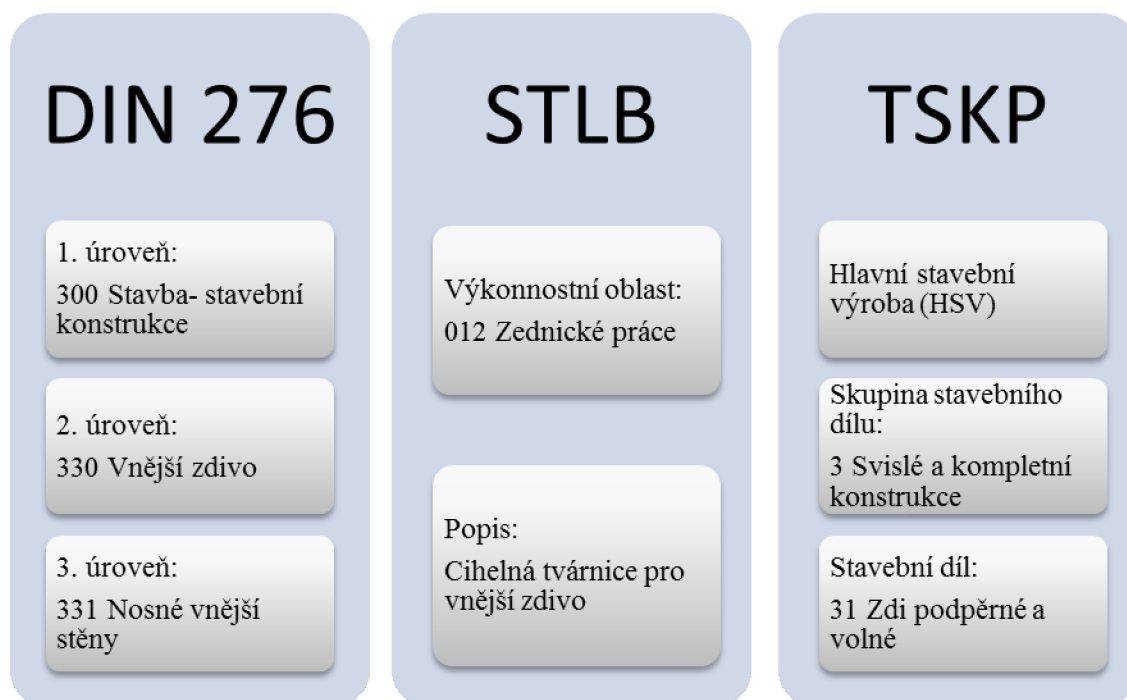 DIN 276
1. úroveň:
300 Stavba- stavební
konstrukce
2. úroveň:
330 Vnější zdivo
3. úroveň:
331 Nosné vnější
stěny
STLB
Výkonnostní oblast:
012 Zednické práce
Popis:
Cihelná tvárnice pro
vnější zdivo
TSKP
Hlavní stavební
výroba (HSV)
Skupina stavebního
dílu:
3 Svislé a kompletní
konstrukce
Stavební díl:
31 Zdi podpěrné a
volné